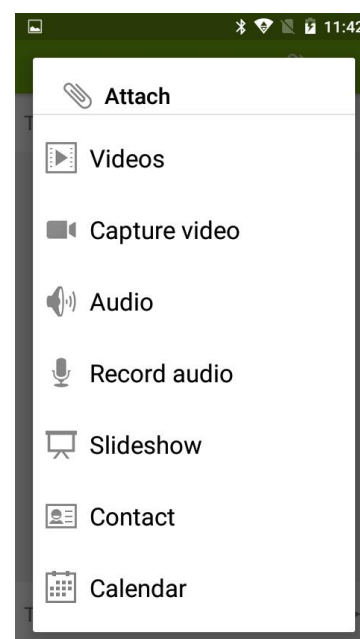 11:42
Attach
Videos
Capture video
Audio
Record audio
Slideshow
Contact
Calendar